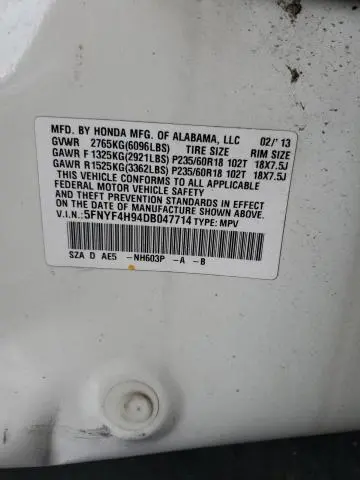 MFD. BY HONDA MFG. OF ALABAMA, LLC 02/'13
GVWR 2765KG(6096LBS) TIRE SIZE RIM SIZE
GAWR F 1325KG(2921LBS) P235/60R18 102T 18X7.5J
GAWR R 1525KG(3362LBS) P235/60R18 102T 18X7.5J
THIS VEHICLE CONFORMS TO ALL APPLICABLE
FEDERAL MOTOR VEHICLE SAFETY AND THEFT
PREVENTION STANDARDS IN EFFECT ON THE
DATE OF MANUFACTURE SHOWN ABOVE.
V.I.N.: 5FNYF4H94DB047714 TYPE: MPV
SZA D AE5 -NH603P -A -B